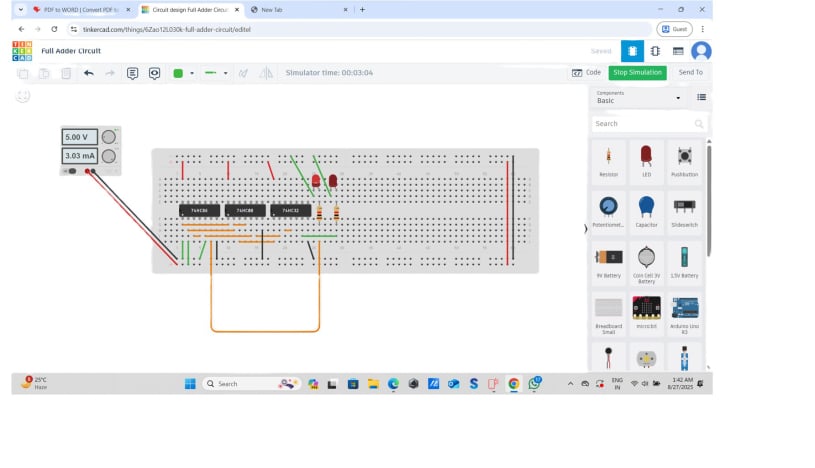 PDF to WORD | Convert PDF to
Circuit design Full Adder Circui
New Tab
tinkercad.com/things/6Zao12L030k-full-adder-circuit/editel
Guest
TIN
KER
CAD
Full Adder Circuit
Saved
Simulator time: 00:03:04
Code
Stop Simulation
Send To
Components
Basic
Search
5.00 V
3.03 mA
Resistor
LED
Pushbutton
74HC86
74HC08
74HC32
Potentiomet...
Capacitor
Slideswitch
9V Battery
Coin Cell 3V
Battery
1.5V Battery
Breadboard
Small
micro:bit
Arduino Uno
R3
25°C
Haze
Search
ENG
IN
1:42 AM
8/27/2025